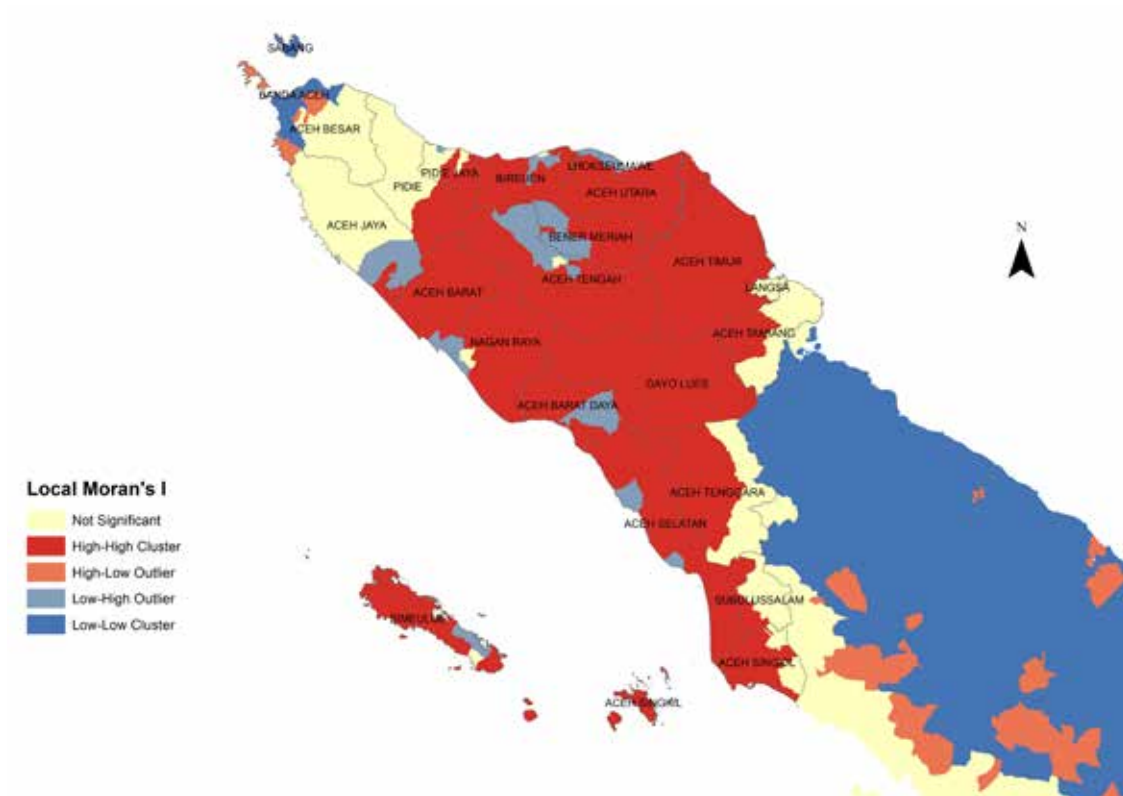 SABANG
BANDA ACEH
ACEH BESAR
PIDIE JAYA
PIDIE
BIREUEN
LHOKSEUMAWE
ACEH UTARA
ACEH JAYA
BENER MERIAH
ACEH TENGAH
ACEH TIMUR
ACEH BARAT
LANGSA
ACEH TAMIANG
NAGAN RAYA
GAYO LUES
ACEH BARAT DAYA
ACEH TENGGARA
ACEH SELATAN
SUBULUSSALAM
SIMEULUE
ACEH SINGKIL
ACEH SINGKIL
N
Local Moran's I
Not Significant
High-High Cluster
High-Low Outlier
Low-High Outlier
Low-Low Cluster